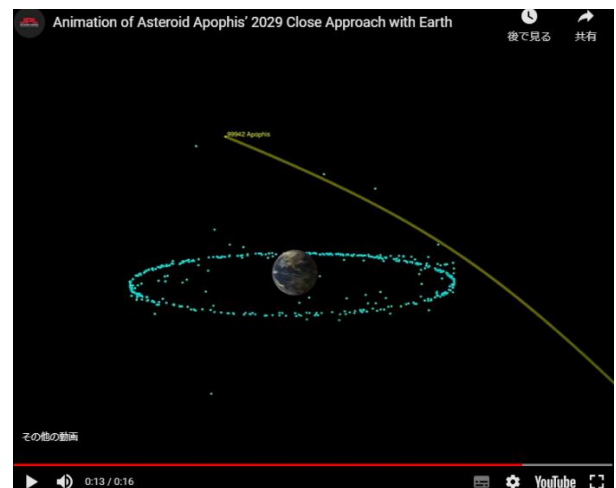 Animation of Asteroid Apophis' 2029 Close Approach with Earth
後で見る
共有
99942 Apophis
その他の動画
0:13 / 0:16
YouTube